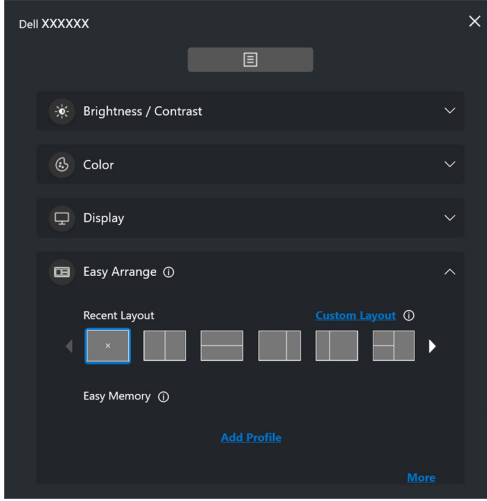 Dell XXXXXX
Brightness / Contrast
Color
Display
Easy Arrange
Recent Layout Custom Layout
Easy Memory
Add Profile
More